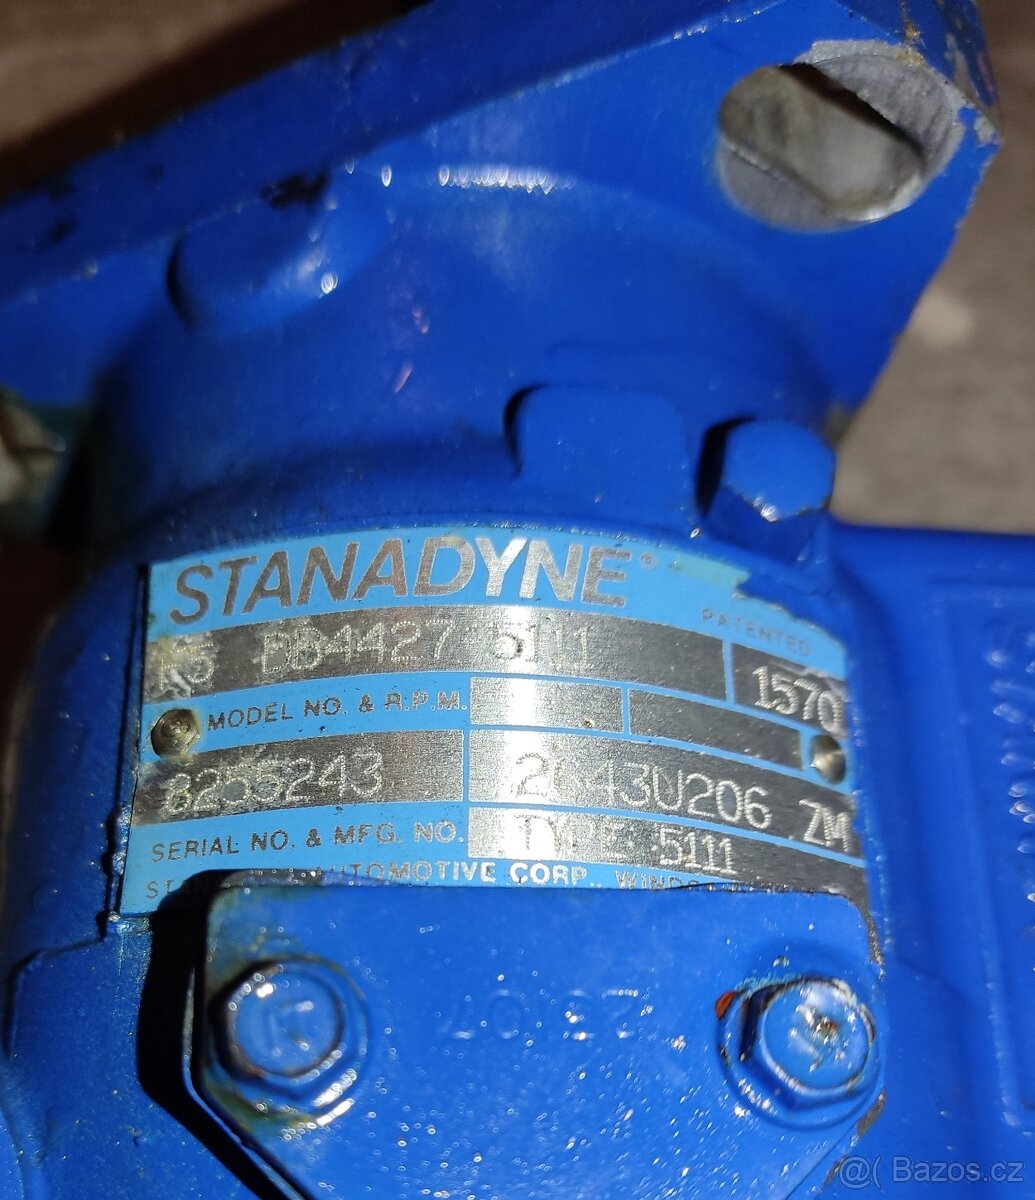 STANADYNE®
PATENTED
DB4427-5111
1570
MODEL NO. & R.P.M.
8255243
2643U206 ZM
SERIAL NO. & MFG. NO.
TYPE 5111
AUTOMOTIVE CORP.,
@( Bazos.cz